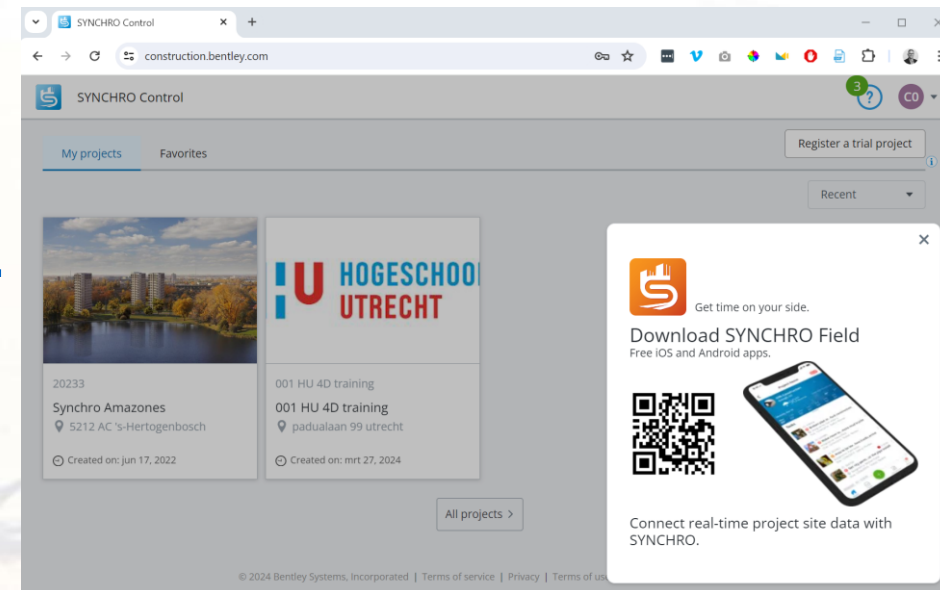 SYNCHRO Control
construction.bentley.com
SYNCHRO Control
3
?
C0
My projects
Favorites
Register a trial project
Recent
HOGESCHOOL
UTRECHT
20233
Synchro Amazones
5212 AC 's-Hertogenbosch
Created on: jun 17, 2022
001 HU 4D training
001 HU 4D training
padualaan 99 utrecht
Created on: mrt 27, 2024
All projects >
© 2024 Bentley Systems, Incorporated | Terms of service | Privacy | Terms of us
Get time on your side.
Download SYNCHRO Field
Free iOS and Android apps.
Connect real-time project site data with
SYNCHRO.